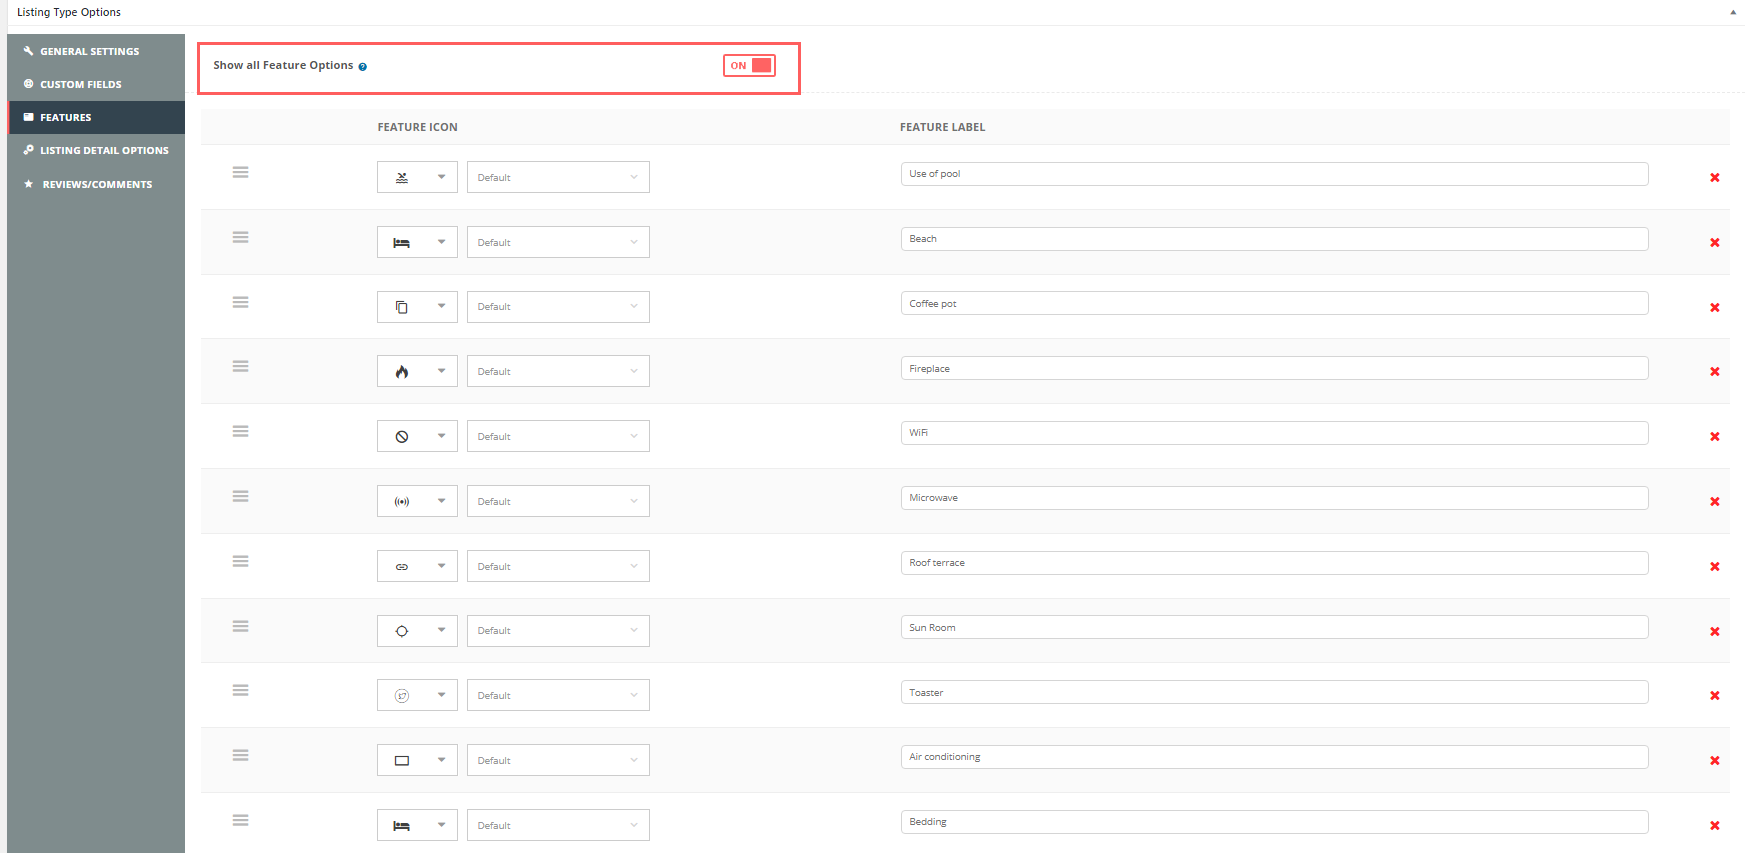 Listing Type Options
GENERAL SETTINGS
CUSTOM FIELDS
FEATURES
LISTING DETAIL OPTIONS
REVIEWS/COMMENTS
Show all Feature Options ?
ON
FEATURE ICON FEATURE LABEL
Default Use of pool
Default Beach
Default Coffee pot
Default Fireplace
Default WiFi
Default Microwave
Default Roof terrace
Default Sun Room
Default Toaster
Default Air conditioning
Default Bedding